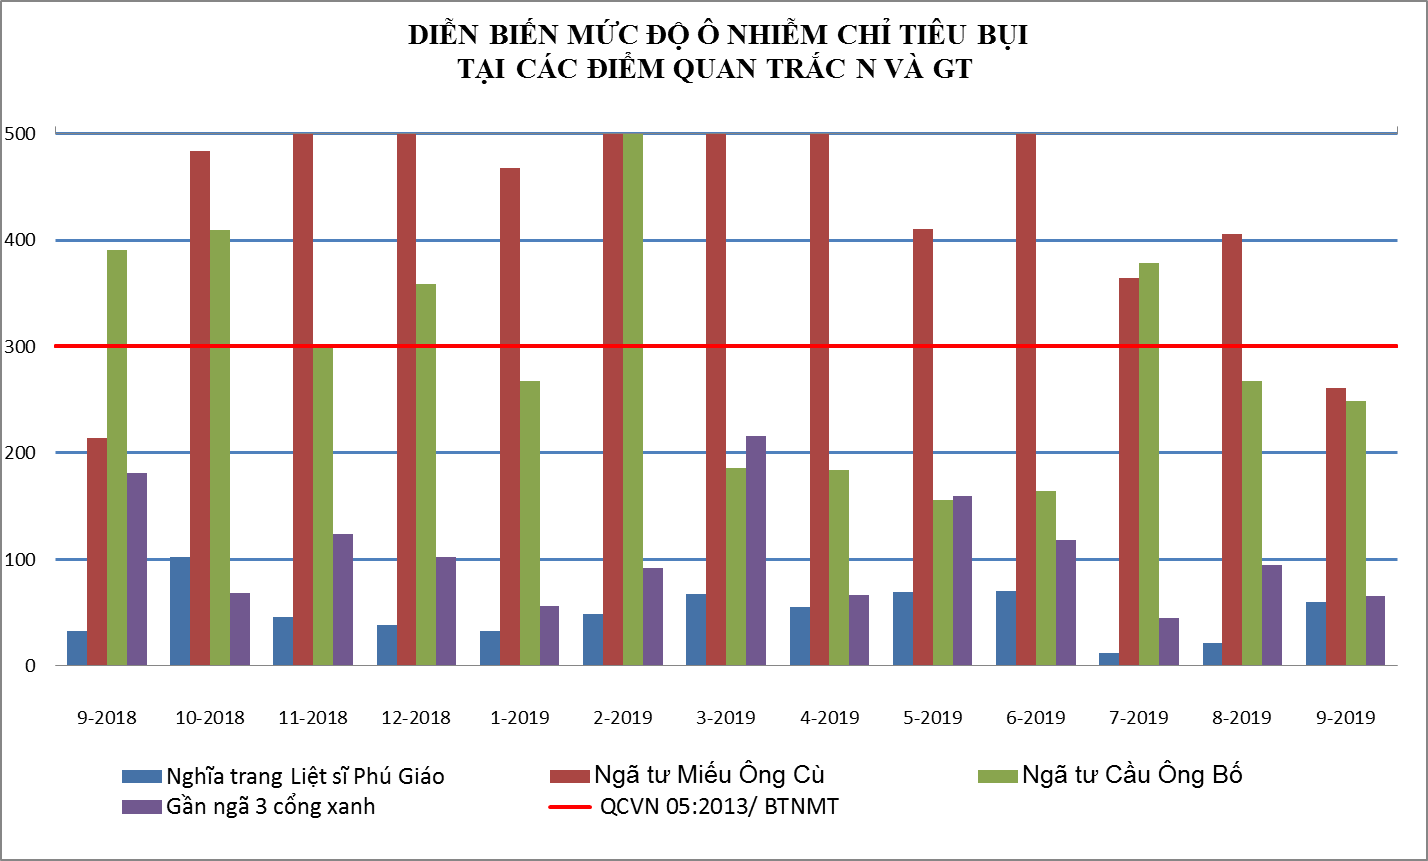 DIỄN BIẾN MỨC ĐỘ Ô NHIỄM CHỈ TIÊU BỤI
TẠI CÁC ĐIỂM QUAN TRẮC N VÀ GT
500
400
300
200
100
0
9-2018 10-2018 11-2018 12-2018 1-2019 2-2019 3-2019 4-2019 5-2019 6-2019 7-2019 8-2019 9-2019
Nghĩa trang Liệt sĩ Phú Giáo Ngã tư Miếu Ông Cù Ngã tư Cầu Ông Bố
Gần ngã 3 cổng xanh QCVN 05:2013/ BTNMT